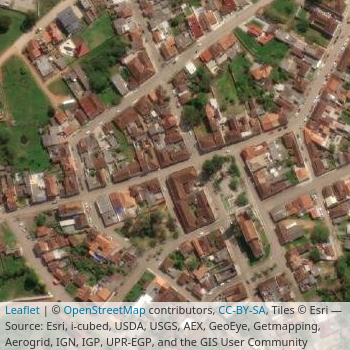 Leaflet | © OpenStreetMap contributors, CC-BY-SA, Tiles © Esri —
Source: Esri, i-cubed, USDA, USGS, AEX, GeoEye, Getmapping,
Aerogrid, IGN, IGP, UPR-EGP, and the GIS User Community